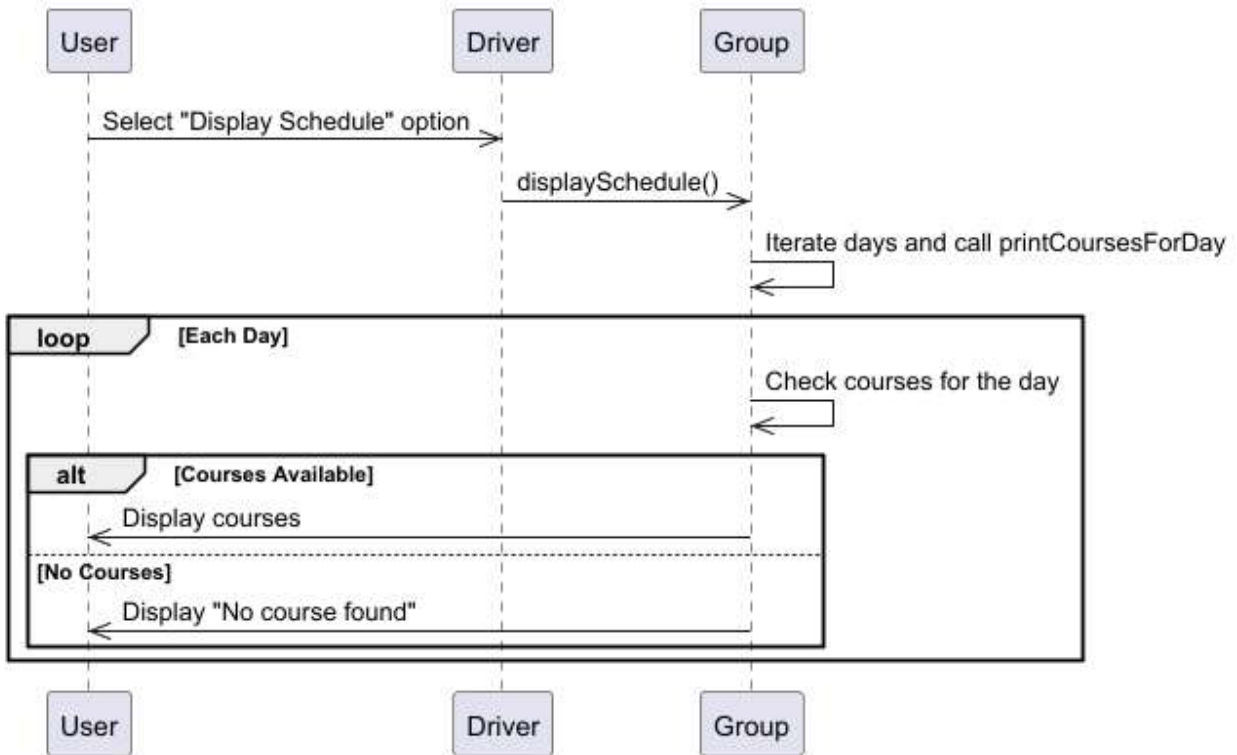 User
Driver
Group
Select "Display Schedule" option
displaySchedule()
Iterate days and call printCoursesForDay
loop
[Each Day]
Check courses for the day
alt
[Courses Available]
Display courses
[No Courses]
Display "No course found"
User
Driver
Group